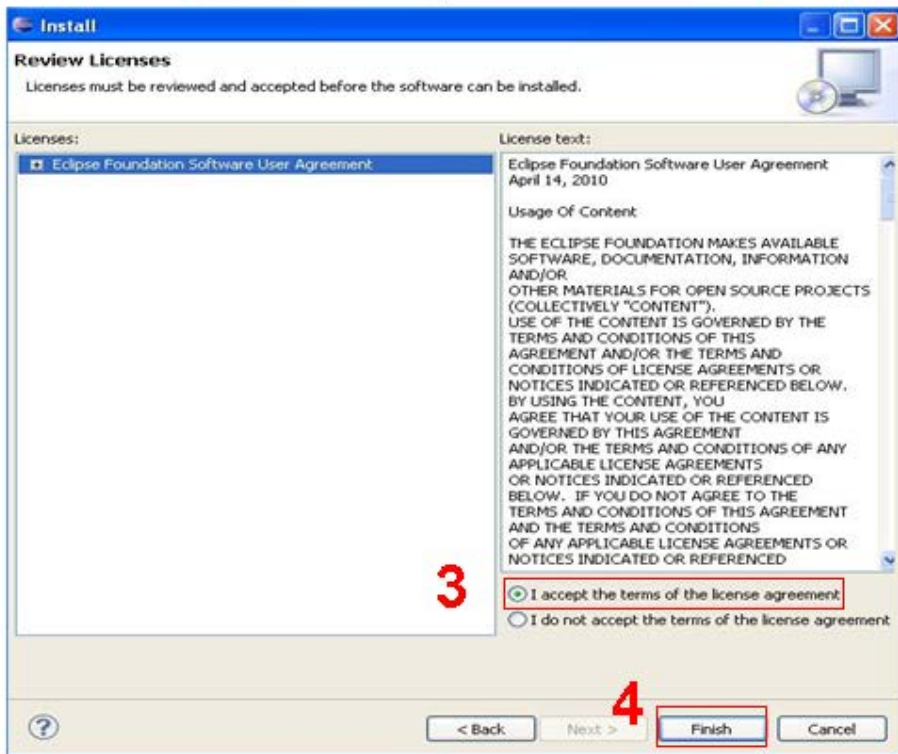 Install
Review Licenses
Licenses must be reviewed and accepted before the software can be installed.
Licenses:
Eclipse Foundation Software User Agreement
License text:
Eclipse Foundation Software User Agreement
April 14, 2010
Usage Of Content
THE ECLIPSE FOUNDATION MAKES AVAILABLE
SOFTWARE, DOCUMENTATION, INFORMATION
AND/OR
OTHER MATERIALS FOR OPEN SOURCE PROJECTS
(COLLECTIVELY "CONTENT").
USE OF THE CONTENT IS GOVERNED BY THE
TERMS AND CONDITIONS OF THIS
AGREEMENT AND/OR THE TERMS AND
CONDITIONS OF LICENSE AGREEMENTS OR
NOTICES INDICATED OR REFERENCED BELOW.
BY USING THE CONTENT, YOU
AGREE THAT YOUR USE OF THE CONTENT IS
GOVERNED BY THIS AGREEMENT
AND/OR THE TERMS AND CONDITIONS OF ANY
APPLICABLE LICENSE AGREEMENTS
OR NOTICES INDICATED OR REFERENCED
BELOW. IF YOU DO NOT AGREE TO THE
TERMS AND CONDITIONS OF THIS AGREEMENT
AND THE TERMS AND CONDITIONS
OF ANY APPLICABLE LICENSE AGREEMENTS OR
NOTICES INDICATED OR REFERENCED
3
I accept the terms of the license agreement
I do not accept the terms of the license agreement
4
? < Back Next > Finish Cancel